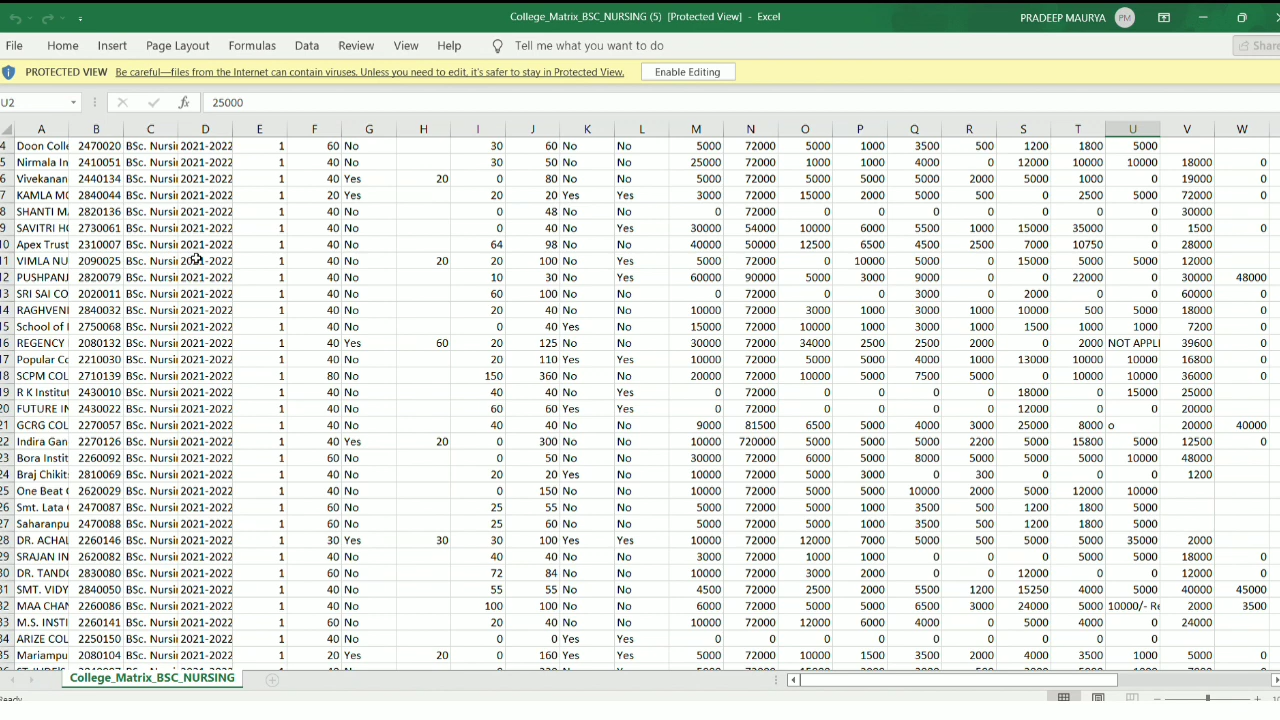 College_Matrix_BSC_NURSING (5) [Protected View] - Excel
PRADEEP MAURYA PM
File Home Insert Page Layout Formulas Data Review View Help Tell me what you want to do Share
PROTECTED VIEW Be careful—files from the Internet can contain viruses. Unless you need to edit, it's safer to stay in Protected View. Enable Editing
U2 fx 25000
A B C D E F G H I J K L M N O P Q R S T U V W
4 Doon Colle 2470020 BSc. Nursi 2021-2022 1 60 No 30 60 No No 5000 72000 5000 1000 3500 500 1200 1800 5000
5 Nirmala In 2410051 BSc. Nursi 2021-2022 1 40 No 30 50 No No 25000 72000 1000 1000 4000 0 12000 10000 10000 18000 0
6 Vivekanan 2440134 BSc. Nursi 2021-2022 1 40 Yes 20 0 80 No No 5000 72000 5000 5000 5000 2000 5000 1000 0 19000 0
7 KAMLA MO 2840044 BSc. Nursi 2021-2022 1 20 Yes 20 20 Yes Yes 3000 72000 15000 2000 5000 500 0 2500 5000 72000 0
8 SHANTI M 2820136 BSc. Nursi 2021-2022 1 40 No 0 48 No No 0 72000 0 0 0 0 0 0 0 30000
9 SAVITRI HO 2730061 BSc. Nursi 2021-2022 1 40 No 0 40 No Yes 30000 54000 10000 6000 5500 1000 15000 35000 0 1500 0
10 Apex Trust 2310007 BSc. Nursi 2021-2022 1 40 No 64 98 No No 40000 50000 12500 6500 4500 2500 7000 10750 0 28000 0
11 VIMLA NU 2090025 BSc. Nursi 2021-2022 1 40 No 20 20 100 No Yes 5000 72000 0 10000 5000 0 15000 5000 5000 12000
12 PUSHPANJ 2820079 BSc. Nursi 2021-2022 1 40 No 10 30 No Yes 60000 90000 5000 3000 9000 0 0 22000 0 30000 48000
13 SRI SAI CO 2020011 BSc. Nursi 2021-2022 1 40 No 60 100 No No 0 72000 0 0 3000 0 2000 0 0 60000 0
14 RAGHVENI 2840032 BSc. Nursi 2021-2022 1 40 No 20 40 No No 10000 72000 3000 1000 3000 1000 10000 500 5000 18000 0
15 School of 2750068 BSc. Nursi 2021-2022 1 40 No 0 40 Yes No 15000 72000 10000 1000 3000 1000 1500 1000 1000 7200 0
16 REGENCY 2080132 BSc. Nursi 2021-2022 1 40 Yes 60 20 125 No No 30000 72000 34000 2500 2500 2000 0 2000 NOT APPLI 39600 0
17 Popular Co 2210030 BSc. Nursi 2021-2022 1 40 No 20 110 Yes Yes 10000 72000 5000 5000 4000 1000 13000 10000 10000 16800 0
18 SCPM COL 2710139 BSc. Nursi 2021-2022 1 80 No 150 360 No No 20000 72000 10000 5000 7500 5000 0 10000 10000 36000 0
19 R K Institut 2430010 BSc. Nursi 2021-2022 1 40 No 40 40 No Yes 0 72000 0 0 0 0 18000 0 15000 25000
20 FUTURE IN 2430022 BSc. Nursi 2021-2022 1 40 No 60 60 Yes Yes 0 72000 0 0 0 0 12000 0 0 20000
21 GCRG COL 2270057 BSc. Nursi 2021-2022 1 40 No 40 40 No No 9000 81500 6500 5000 4000 3000 25000 8000 o 20000 40000
22 Indira Gan 2270126 BSc. Nursi 2021-2022 1 40 Yes 20 0 300 No No 10000 720000 5000 5000 5000 2200 5000 15800 5000 12500 0
23 Bora Instit 2260092 BSc. Nursi 2021-2022 1 60 No 0 50 No No 30000 72000 6000 5000 8000 5000 5000 5000 10000 48000
24 Braj Chikit 2810069 BSc. Nursi 2021-2022 1 40 No 20 20 Yes No 10000 72000 5000 3000 0 300 0 0 0 1200
25 One Beat 2620029 BSc. Nursi 2021-2022 1 40 No 0 150 No No 5000 72000 5000 5000 10000 2000 5000 12000 10000
26 Smt. Lata 2470087 BSc. Nursi 2021-2022 1 60 No 25 55 No No 5000 72000 5000 1000 3500 500 1200 1800 5000
27 Saharanpu 2470088 BSc. Nursi 2021-2022 1 60 No 25 60 No No 5000 72000 5000 1000 3500 500 1200 1800 5000
28 DR. ACHAL 2260146 BSc. Nursi 2021-2022 1 30 Yes 30 30 100 Yes Yes 10000 72000 12000 7000 5000 5000 5000 5000 35000 2000
29 SRAJAN IN 2620082 BSc. Nursi 2021-2022 1 40 No 40 40 No No 3000 72000 1000 1000 0 0 0 5000 5000 18000 0
30 DR. TANDO 2830080 BSc. Nursi 2021-2022 1 60 No 72 84 No No 10000 72000 3000 2000 0 0 12000 0 0 12000 0
31 SMT. VIDY 2840050 BSc. Nursi 2021-2022 1 40 No 55 55 No No 4500 72000 2500 2000 5500 1200 15250 4000 5000 40000 45000
32 MAA CHAN 2260086 BSc. Nursi 2021-2022 1 40 No 100 100 No No 6000 72000 5000 5000 6500 3000 24000 5000 10000/- Re 2000 3500
33 M.S. INSTI 2260141 BSc. Nursi 2021-2022 1 60 No 20 40 No No 10000 72000 12000 6000 4000 0 5000 4000 0 24000
34 ARIZE COL 2250150 BSc. Nursi 2021-2022 1 40 No 0 0 Yes Yes 0 72000 0 0 0 0 0 0 0
35 Mariampu 2080104 BSc. Nursi 2021-2022 1 20 Yes 20 0 160 Yes Yes 5000 72000 10000 1500 3500 2000 4000 3500 1000 5000 0
College_Matrix_BSC_NURSING